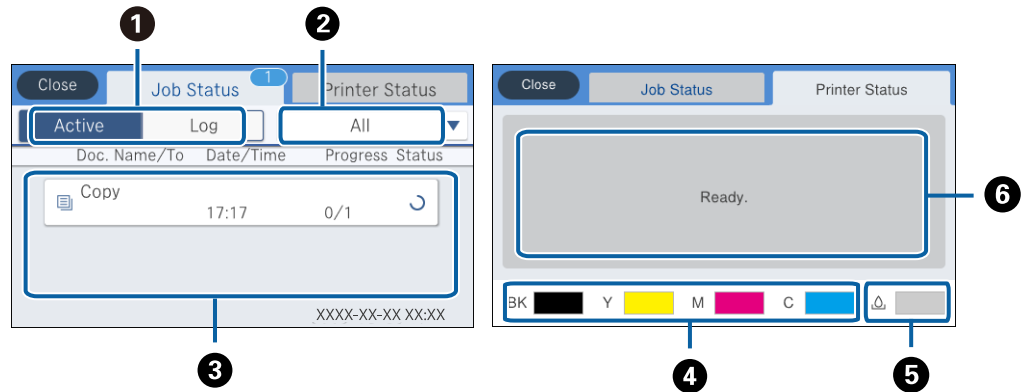 1 2
Close Job Status 1 Printer Status
Active Log All
Doc. Name/To Date/Time Progress Status
Copy
17:17 0/1
XXXX-XX-XX XX:XX
3
Close Job Status Printer Status
Ready.
6
BK Y M C
4 5